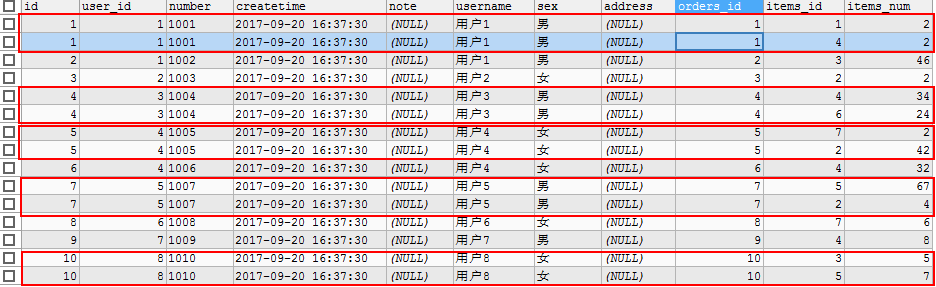 id user_id number createtime note username sex address orders_id items_id items_num
1 1 1001 2017-09-20 16:37:30 (NULL) 用户1 男 (NULL) 1 1 2
1 1 1001 2017-09-20 16:37:30 (NULL) 用户1 男 (NULL) 1 4 2
2 1 1002 2017-09-20 16:37:30 (NULL) 用户1 男 (NULL) 2 3 46
3 2 1003 2017-09-20 16:37:30 (NULL) 用户2 女 (NULL) 3 2 2
4 3 1004 2017-09-20 16:37:30 (NULL) 用户3 男 (NULL) 4 4 34
4 3 1004 2017-09-20 16:37:30 (NULL) 用户3 男 (NULL) 4 6 24
5 4 1005 2017-09-20 16:37:30 (NULL) 用户4 女 (NULL) 5 7 2
5 4 1005 2017-09-20 16:37:30 (NULL) 用户4 女 (NULL) 5 2 42
6 4 1006 2017-09-20 16:37:30 (NULL) 用户4 女 (NULL) 6 4 32
7 5 1007 2017-09-20 16:37:30 (NULL) 用户5 男 (NULL) 7 5 67
7 5 1007 2017-09-20 16:37:30 (NULL) 用户5 男 (NULL) 7 2 4
8 6 1008 2017-09-20 16:37:30 (NULL) 用户6 女 (NULL) 8 7 6
9 7 1009 2017-09-20 16:37:30 (NULL) 用户7 男 (NULL) 9 4 8
10 8 1010 2017-09-20 16:37:30 (NULL) 用户8 女 (NULL) 10 3 5
10 8 1010 2017-09-20 16:37:30 (NULL) 用户8 女 (NULL) 10 5 7